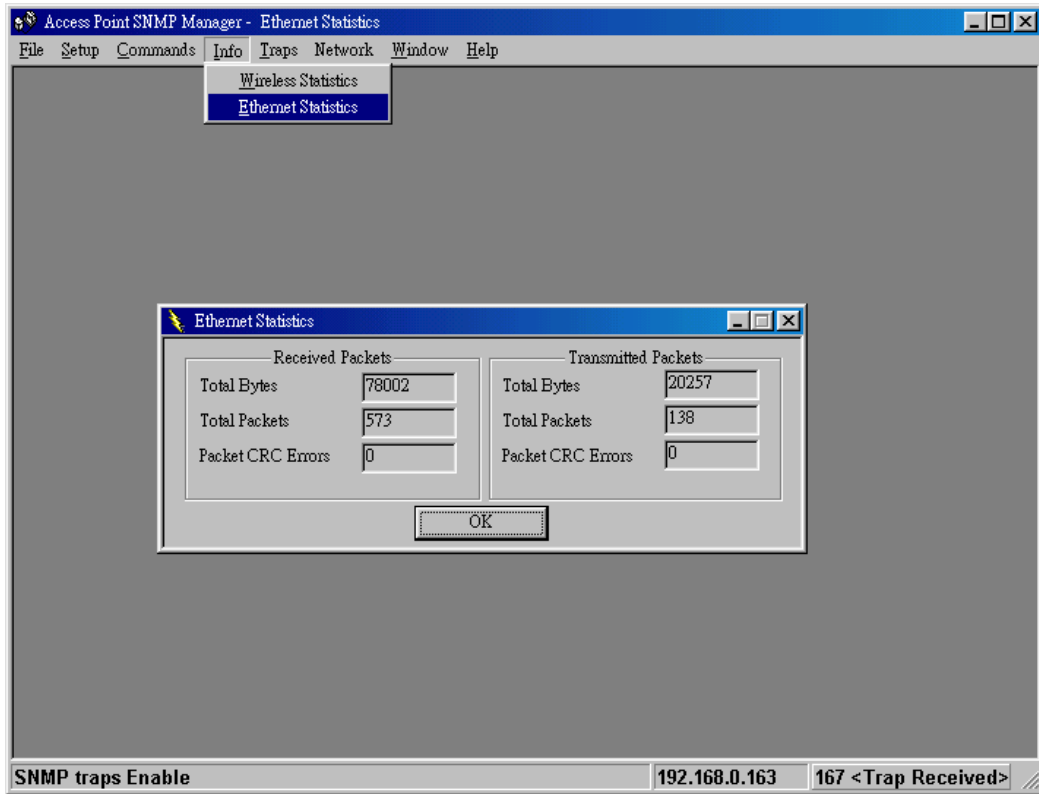 Access Point SNMP Manager - Ethernet Statistics
File Setup Commands Info Traps Network Window Help
Wireless Statistics
Ethernet Statistics
Ethernet Statistics
Received Packets
Total Bytes 78002
Total Packets 573
Packet CRC Errors 0
Transmitted Packets
Total Bytes 20257
Total Packets 138
Packet CRC Errors 0
OK
SNMP traps Enable 192.168.0.163 167 <Trap Received>